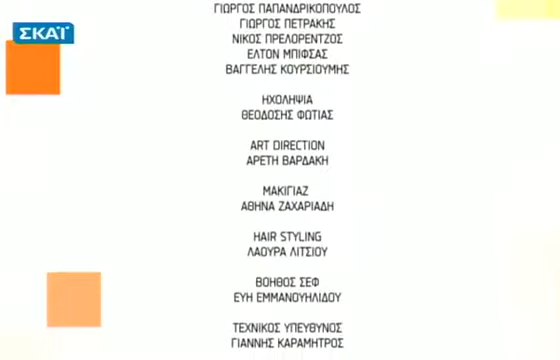 ΓΙΩΡΓΟΣ ΠΑΠΑΝΔΡΙΚΟΠΟΥΛΟΣ
ΣΚΑΪ
ΓΙΩΡΓΟΣ ΠΕΤΡΑΚΗΣ
ΝΙΚΟΣ ΠΡΕΛΟΡΕΝΤΖΟΣ
ΕΛΤΟΝ ΜΠΙΦΣΑΣ
ΒΑΓΓΕΛΗΣ ΚΟΥΡΣΙΟΥΜΗΣ
ΗΧΟΛΗΨΙΑ
ΘΕΟΔΟΣΗΣ ΦΩΤΙΑΣ
ART DIRECTION
ΑΡΕΤΗ ΒΑΡΔΑΚΗ
ΜΑΚΙΓΙΑΖ
ΑΘΗΝΑ ΖΑΧΑΡΙΑΔΗ
HAIR STYLING
ΛΑΟΥΡΑ ΛΙΤΣΙΟΥ
ΒΟΗΘΟΣ ΣΕΦ
ΕΥΗ ΕΜΜΑΝΟΥΗΛΙΔΟΥ
ΤΕΧΝΙΚΟΣ ΥΠΕΥΘΥΝΟΣ
ΓΙΑΝΝΗΣ ΚΑΡΑΜΗΤΡΟΣ